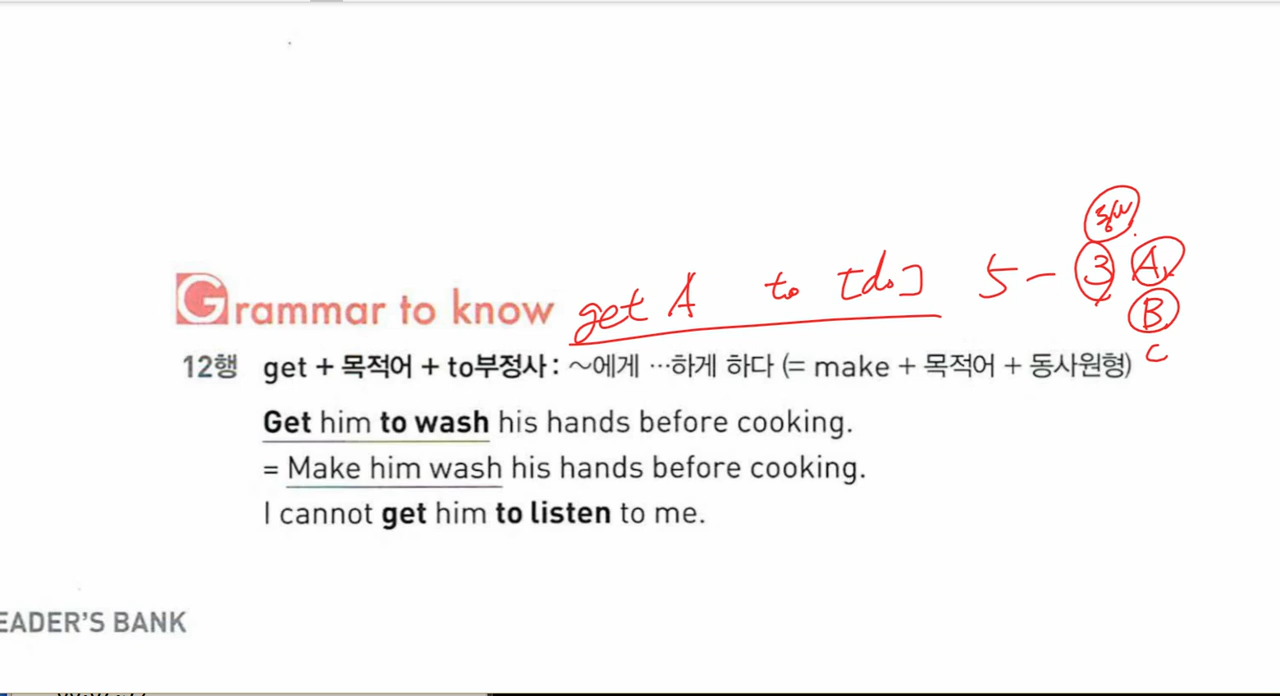 동사
Grammar to know get A to [do] 5-③ Ⓐ
Ⓑ
C
12행 get + 목적어 + to부정사 : ~에게 …하게 하다 (= make + 목적어 + 동사원형)
Get him to wash his hands before cooking.
= Make him wash his hands before cooking.
I cannot get him to listen to me.
EADER'S BANK